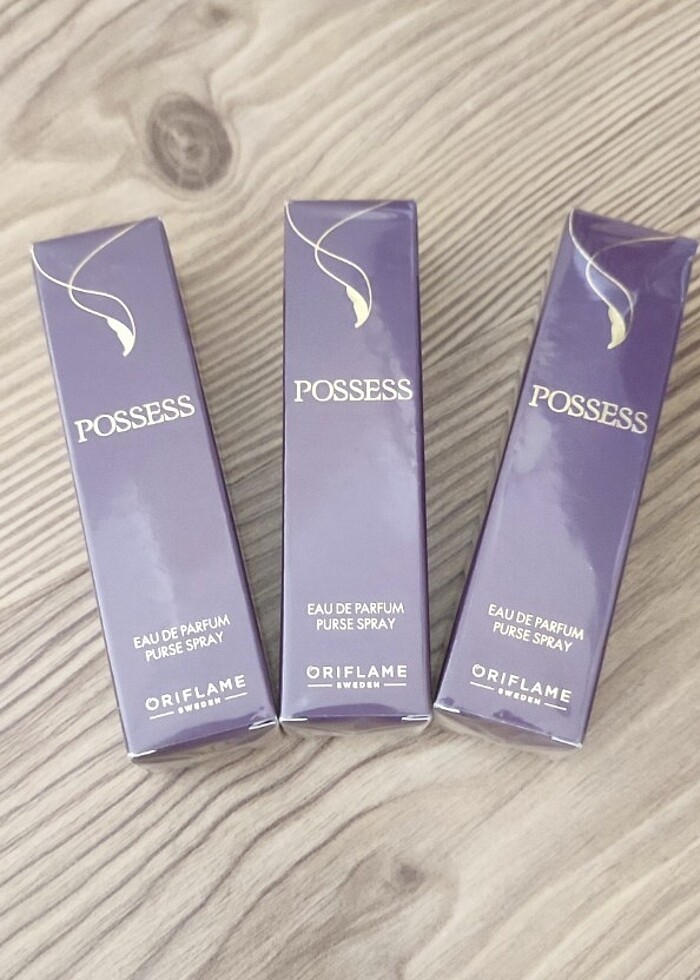 POSSESS
EAU DE PARFUM
PURSE SPRAY
ORIFLAME
SWEDEN
POSSESS
EAU DE PARFUM
PURSE SPRAY
ORIFLAME
SWEDEN
POSSESS
EAU DE PARFUM
PURSE SPRAY
ORIFLAME
SWEDEN